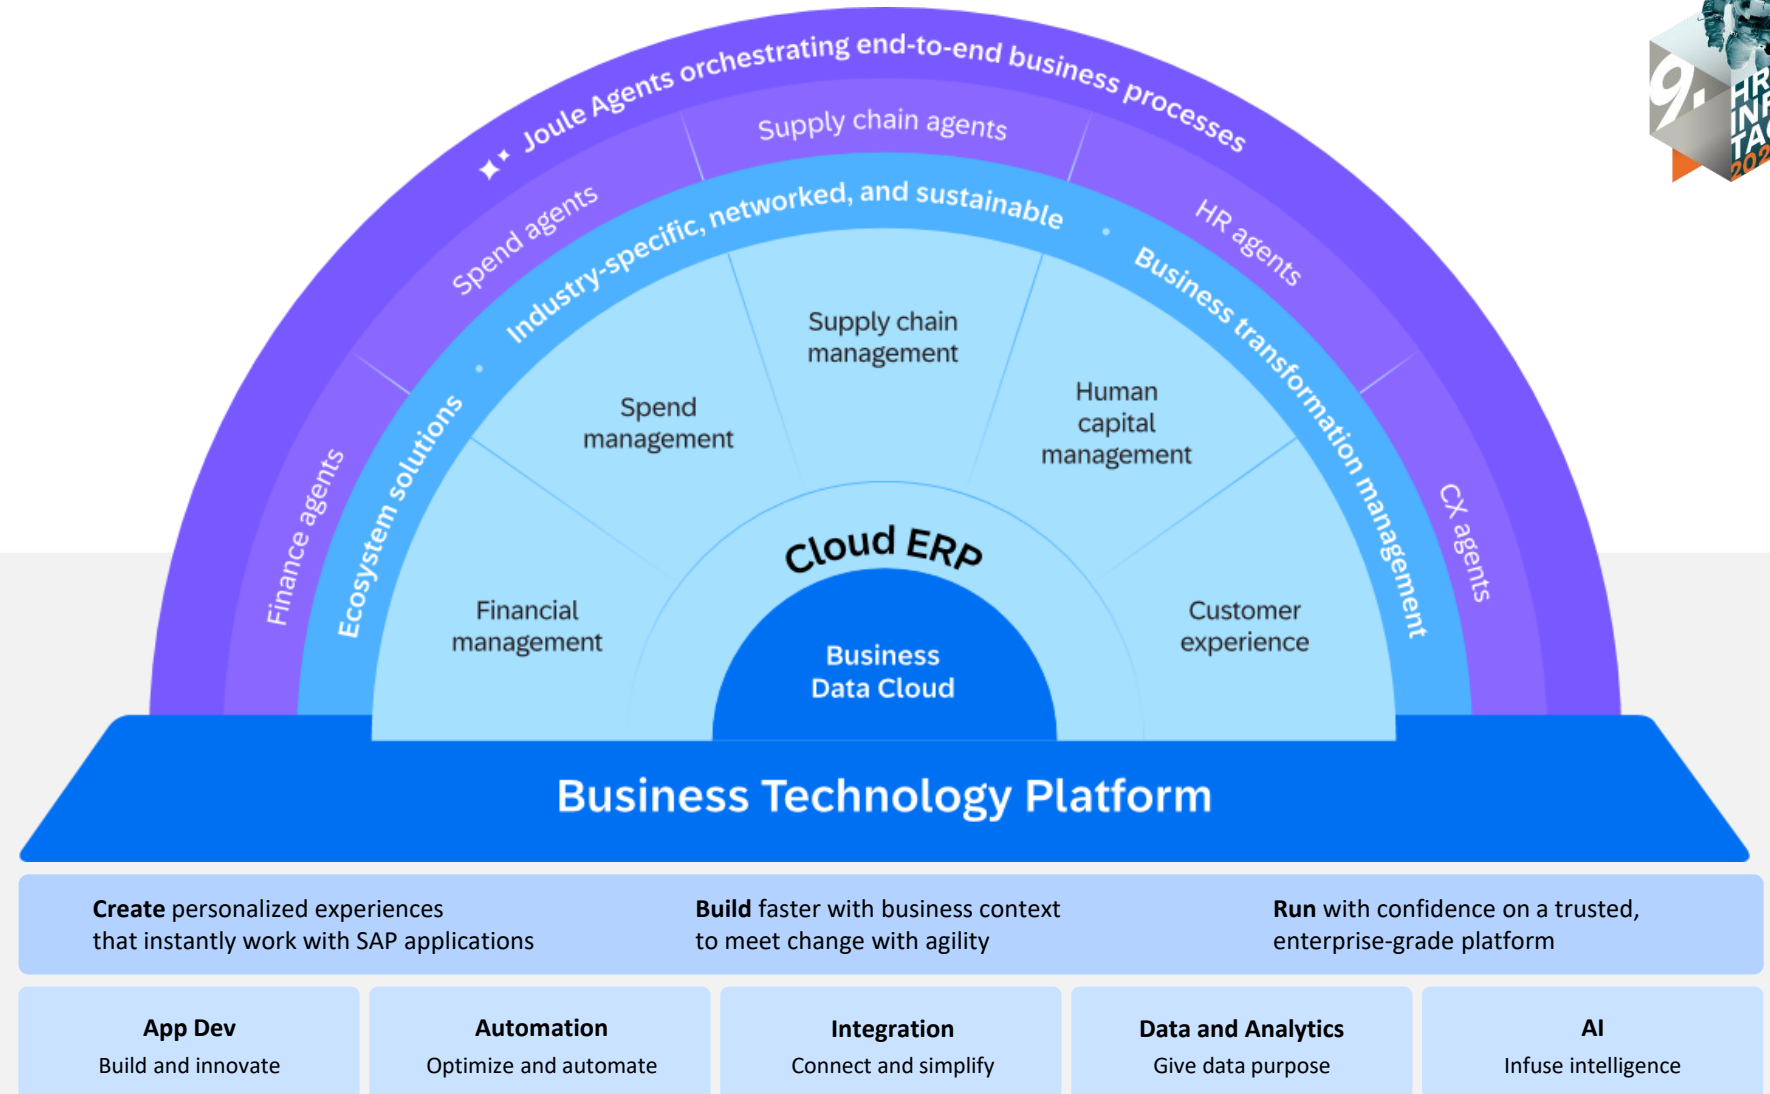 Joule Agents orchestrating end-to-end business processes
Finance agents
Spend agents
Supply chain agents
HR agents
CX agents
Ecosystem solutions • Industry-specific, networked, and sustainable • Business transformation management
Financial
management
Spend
management
Supply chain
management
Human
capital
management
Customer
experience
Cloud ERP
Business
Data Cloud
Business Technology Platform
Create personalized experiences
that instantly work with SAP applications
Build faster with business context
to meet change with agility
Run with confidence on a trusted,
enterprise-grade platform
App Dev
Build and innovate
Automation
Optimize and automate
Integration
Connect and simplify
Data and Analytics
Give data purpose
AI
Infuse intelligence
9.
HR